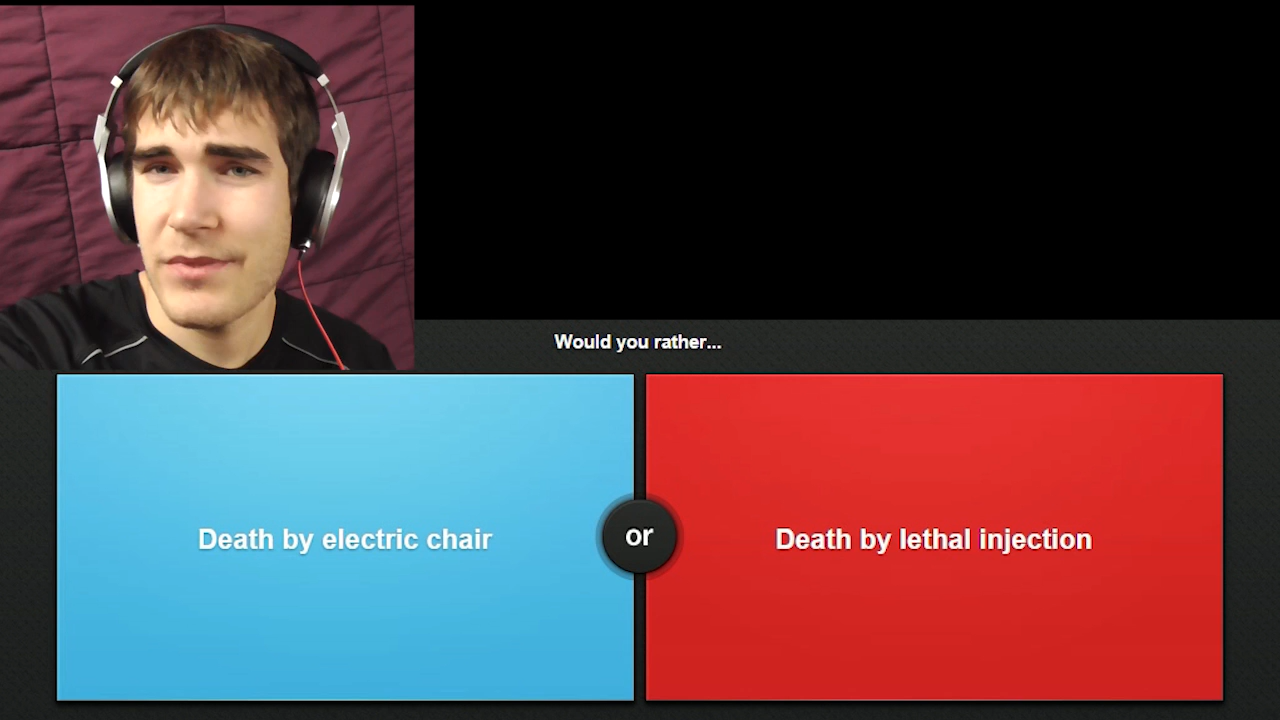 Would you rather...
Death by electric chair
or
Death by lethal injection